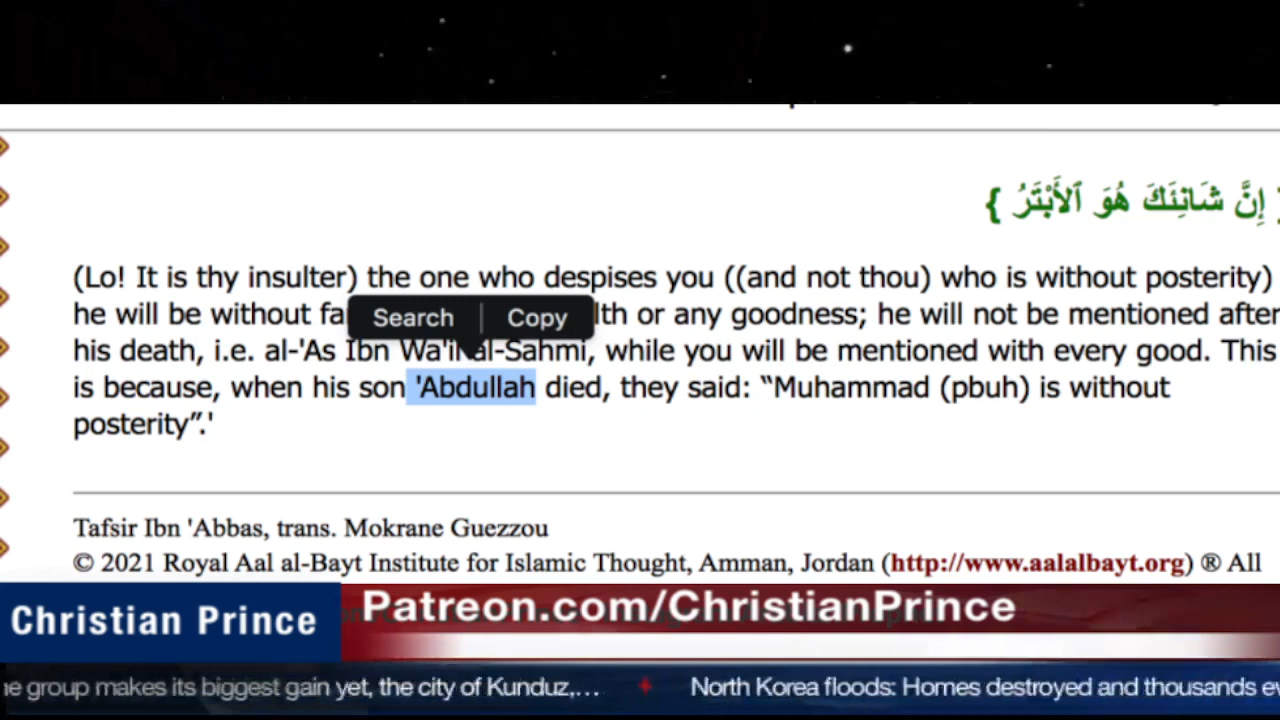 إِنَّ شَانِئَكَ هُوَ ٱلأَبْتَرُ }
(Lo! It is thy insulter) the one who despises you ((and not thou) who is without posterity)
he will be without fa lth or any goodness; he will not be mentioned after
Search Copy
his death, i.e. al-'As Ibn Wa'il al-Sahmi, while you will be mentioned with every good. This
is because, when his son 'Abdullah died, they said: “Muhammad (pbuh) is without
posterity”.'
Tafsir Ibn 'Abbas, trans. Mokrane Guezzou
© 2021 Royal Aal al-Bayt Institute for Islamic Thought, Amman, Jordan (http://www.aalalbayt.org) ® All
Christian Prince
Patreon.com/ChristianPrince
e group makes its biggest gain yet, the city of Kunduz,… North Korea floods: Homes destroyed and thousands ev